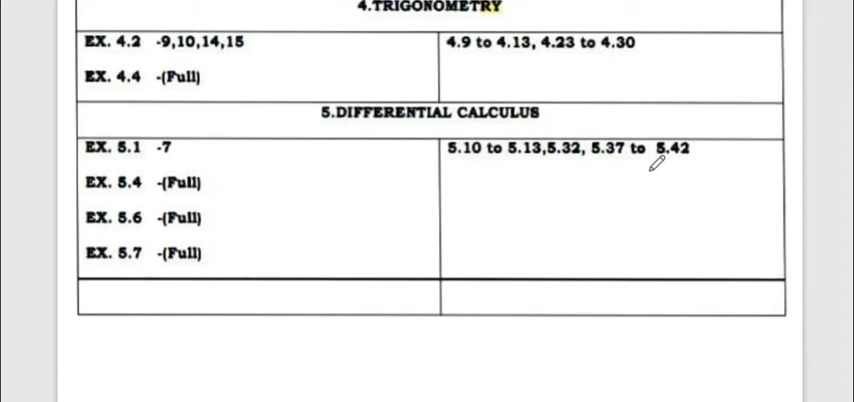 4.TRIGONOMETRY
EX. 4.2 -9,10,14,15
4.9 to 4.13, 4.23 to 4.30
EX. 4.4 -(Full)
5.DIFFERENTIAL CALCULUS
EX. 5.1 -7
5.10 to 5.13,5.32, 5.37 to 5.42
EX. 5.4 -(Full)
EX. 5.6 -(Full)
EX. 5.7 -(Full)